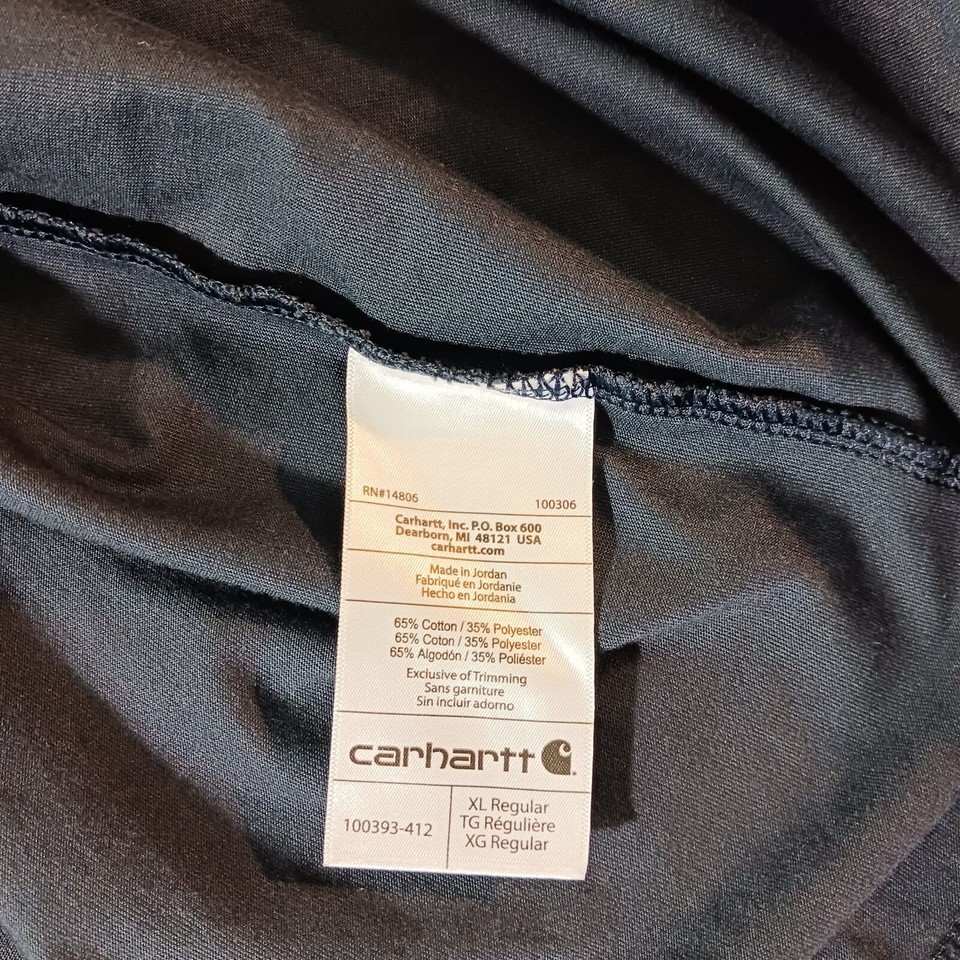 RN#14806 100306
Carhartt, Inc. P.O. Box 600
Dearborn, MI 48121 USA
carhartt.com
Made in Jordan
Fabriqué en Jordanie
Hecho en Jordania
65% Cotton / 35% Polyester
65% Coton / 35% Polyester
65% Algodón / 35% Poliéster
Exclusive of Trimming
Sans garniture
Sin incluir adorno
carhartt
100393-412
XL Regular
TG Régulière
XG Regular